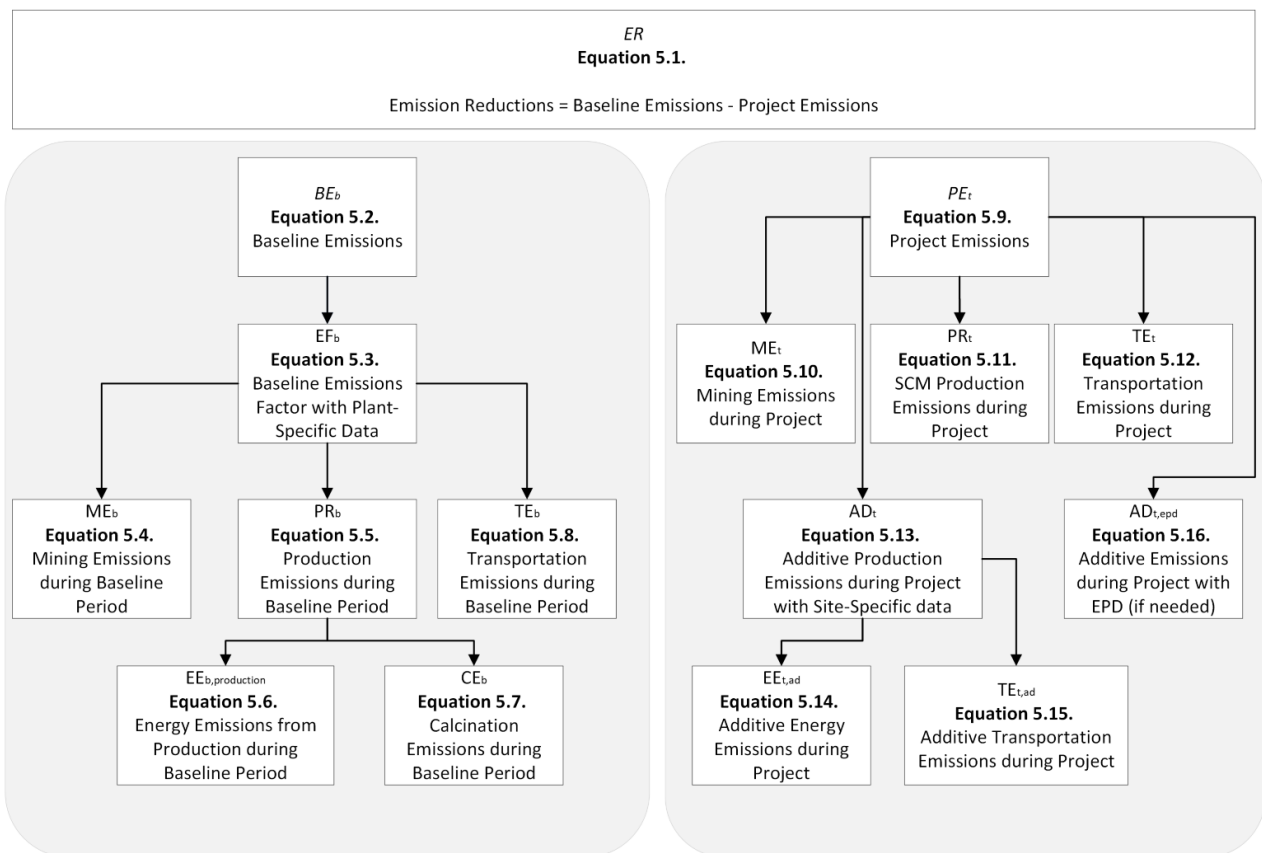 ER
Equation 5.1.
Emission Reductions = Baseline Emissions - Project Emissions
BEb
Equation 5.2.
Baseline Emissions
EFb
Equation 5.3.
Baseline Emissions
Factor with Plant-
Specific Data
MEb
Equation 5.4.
Mining Emissions
during Baseline
Period
PRb
Equation 5.5.
Production
Emissions during
Baseline Period
TEb
Equation 5.8.
Transportation
Emissions during
Baseline Period
EEb,production
Equation 5.6.
Energy Emissions from
Production during
Baseline Period
CEb
Equation 5.7.
Calcination
Emissions during
Baseline Period
PEt
Equation 5.9.
Project Emissions
MEt
Equation 5.10.
Mining Emissions
during Project
PRt
Equation 5.11.
SCM Production
Emissions during
Project
TEt
Equation 5.12.
Transportation
Emissions during
Project
ADt
Equation 5.13.
Additive Production
Emissions during Project
with Site-Specific data
ADt,epd
Equation 5.16.
Additive Emissions
during Project with
EPD (if needed)
EEt,ad
Equation 5.14.
Additive Energy
Emissions during
Project
TEt,ad
Equation 5.15.
Additive Transportation
Emissions during Project